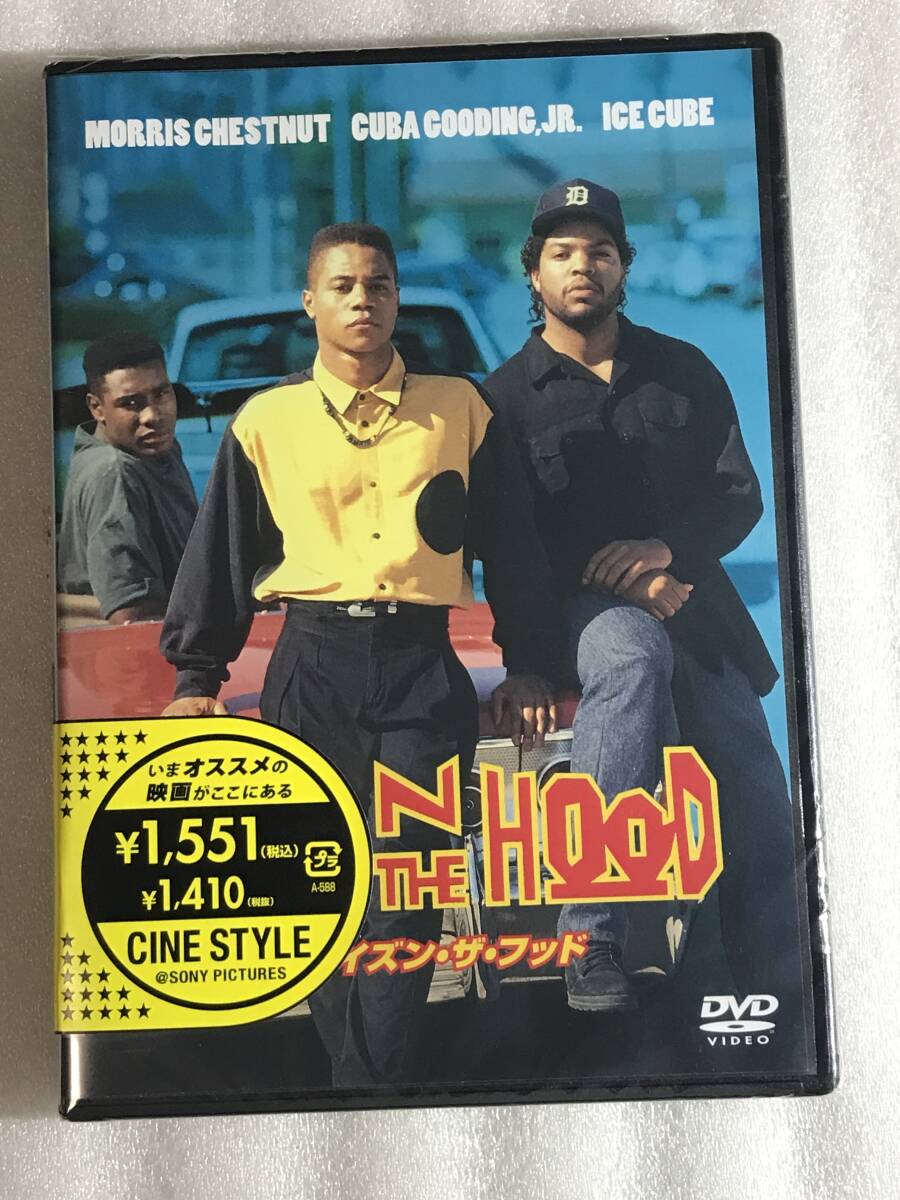 MORRIS CHESTNUT CUBA GOODING, JR. ICE CUBE
D
いまオススメの
映画がここにある
¥1,551(税込)
プラ
A-588
¥1,410(税抜)
CINE STYLE
@SONY PICTURES
N
THE HOOD
イズン・ザ・フッド
DVD
VIDEO